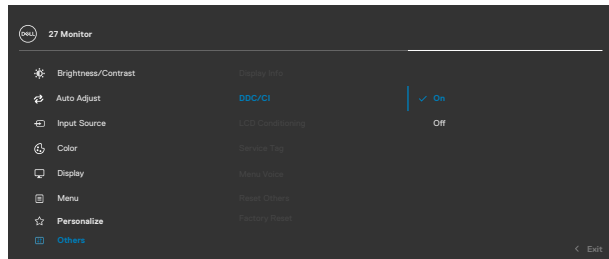 DELL
27 Monitor
Brightness/Contrast
Display Info
Auto Adjust
DDC/CI
On
Input Source
LCD Conditioning
Off
Color
Service Tag
Display
Menu Voice
Menu
Reset Others
Personalize
Factory Reset
Others
Exit